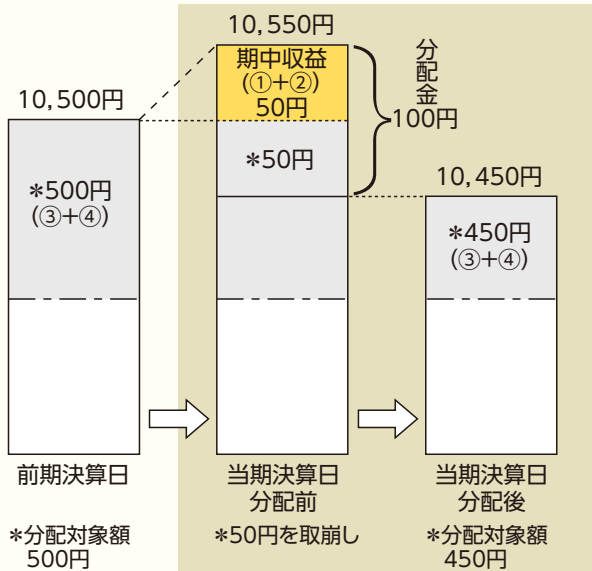 10,550円
期中収益
(①+②)
50円
分配金
100円
10,500円
*50円
*500円
(③+④)
10,450円
*450円
(③+④)
前期決算日
当期決算日
分配前
当期決算日
分配後
*分配対象額
500円
*50円を取崩し
*分配対象額
450円